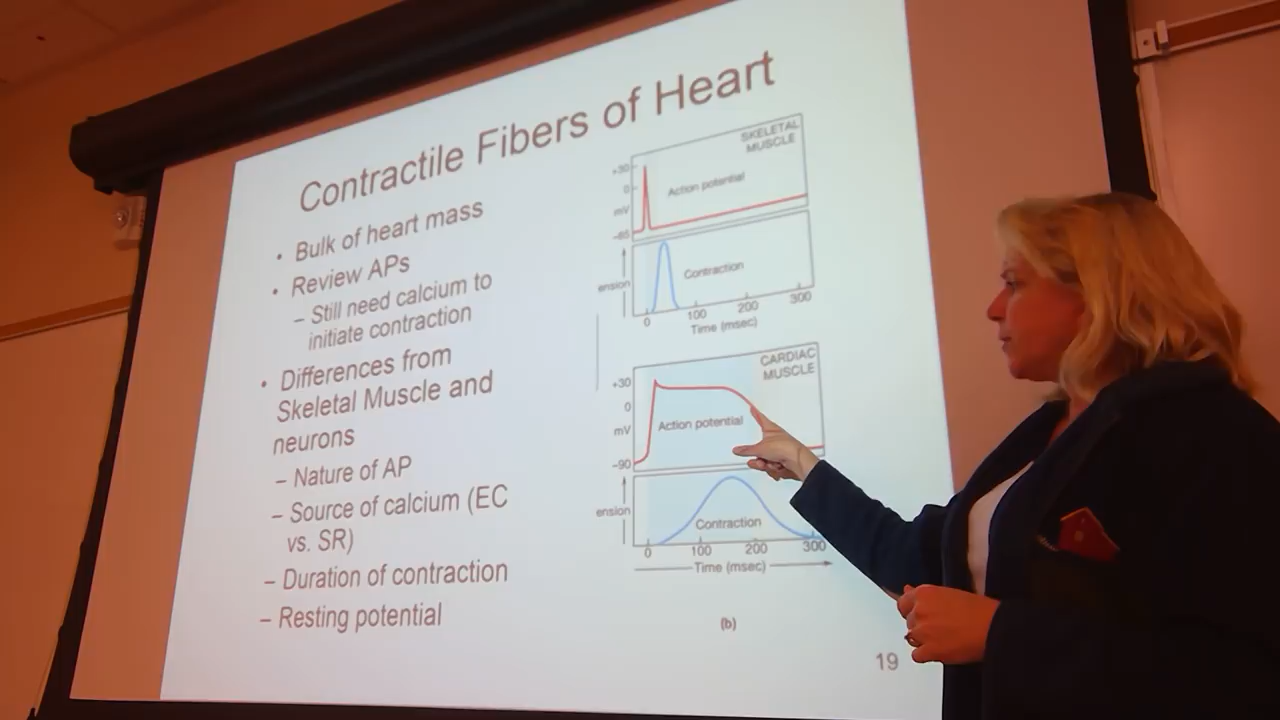 Contractile Fibers of Heart
• Bulk of heart mass
• Review APs
– Still need calcium to
initiate contraction
• Differences from
Skeletal Muscle and
neurons
– Nature of AP
– Source of calcium (EC
vs. SR)
– Duration of contraction
– Resting potential
SKELETAL
MUSCLE
+30
0
mV
Action potential
ension
Contraction
0 100 200 300
Time (msec)
CARDIAC
MUSCLE
+30
0
mV
−90
Action potential
ension
Contraction
0 100 200 300
Time (msec)
(b)
19